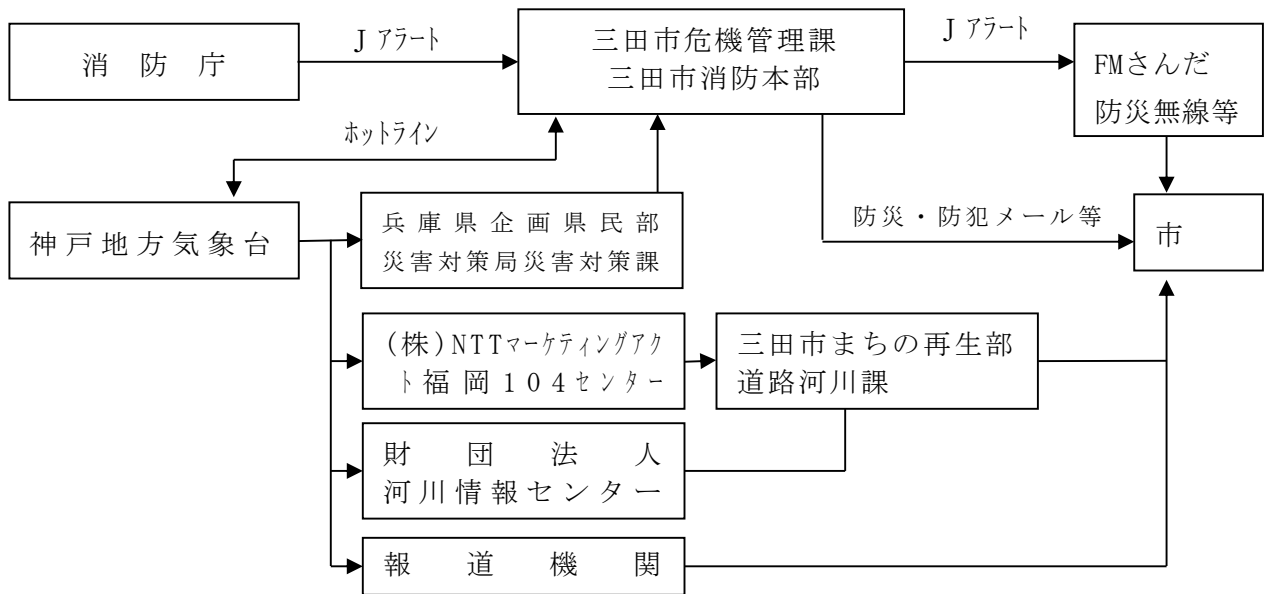 消防庁
Jアラート
三田市危機管理課
三田市消防本部
Jアラート
FMさんだ
防災無線等
ホットライン
神戸地方気象台
兵庫県企画県民部
災害対策局災害対策課
防災・防犯メール等
市
(株)NTTマーケティングアク
ト福岡104センター
三田市まちの再生部
道路河川課
財団法人
河川情報センター
報道機関